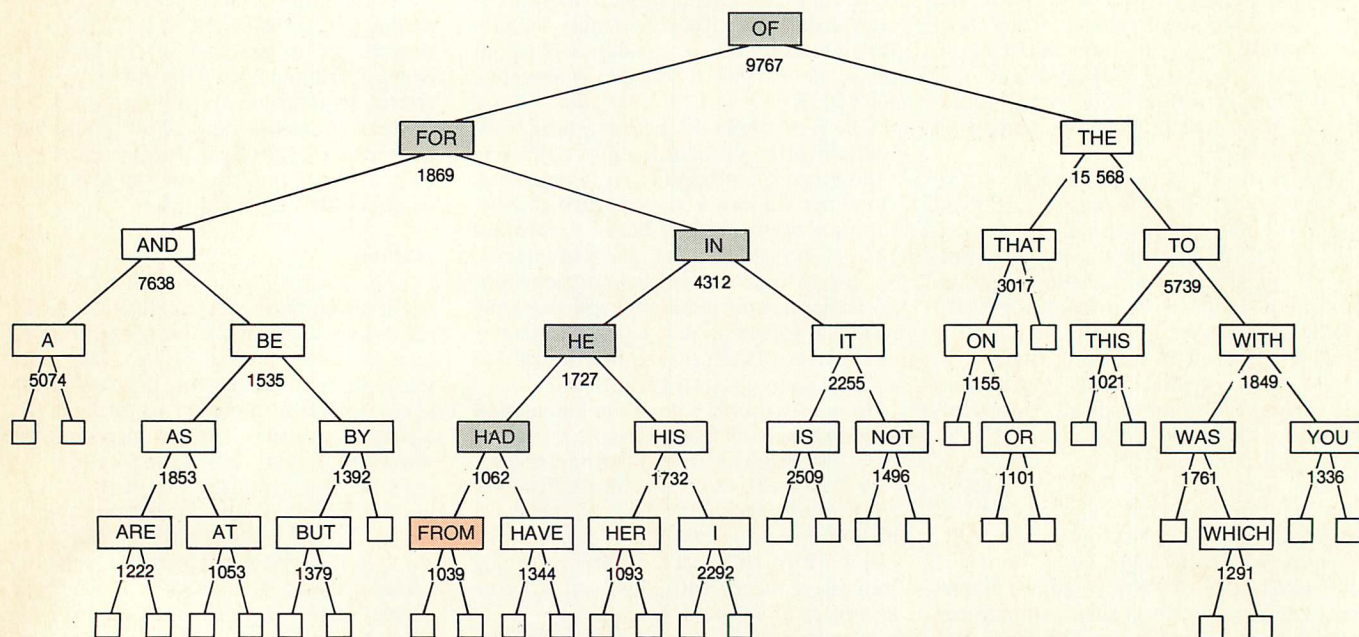 OF
9767
FOR THE
1869 15 568
AND IN THAT TO
7638 4312 3017 5739
A BE HE IT ON THIS WITH
5074 1535 1727 2255 1155 1021 1849
AS BY HAD HIS IS NOT OR WAS YOU
1853 1392 1062 1732 2509 1496 1101 1761 1336
ARE AT BUT FROM HAVE HER I WHICH
1222 1053 1379 1039 1344 1093 2292 1291